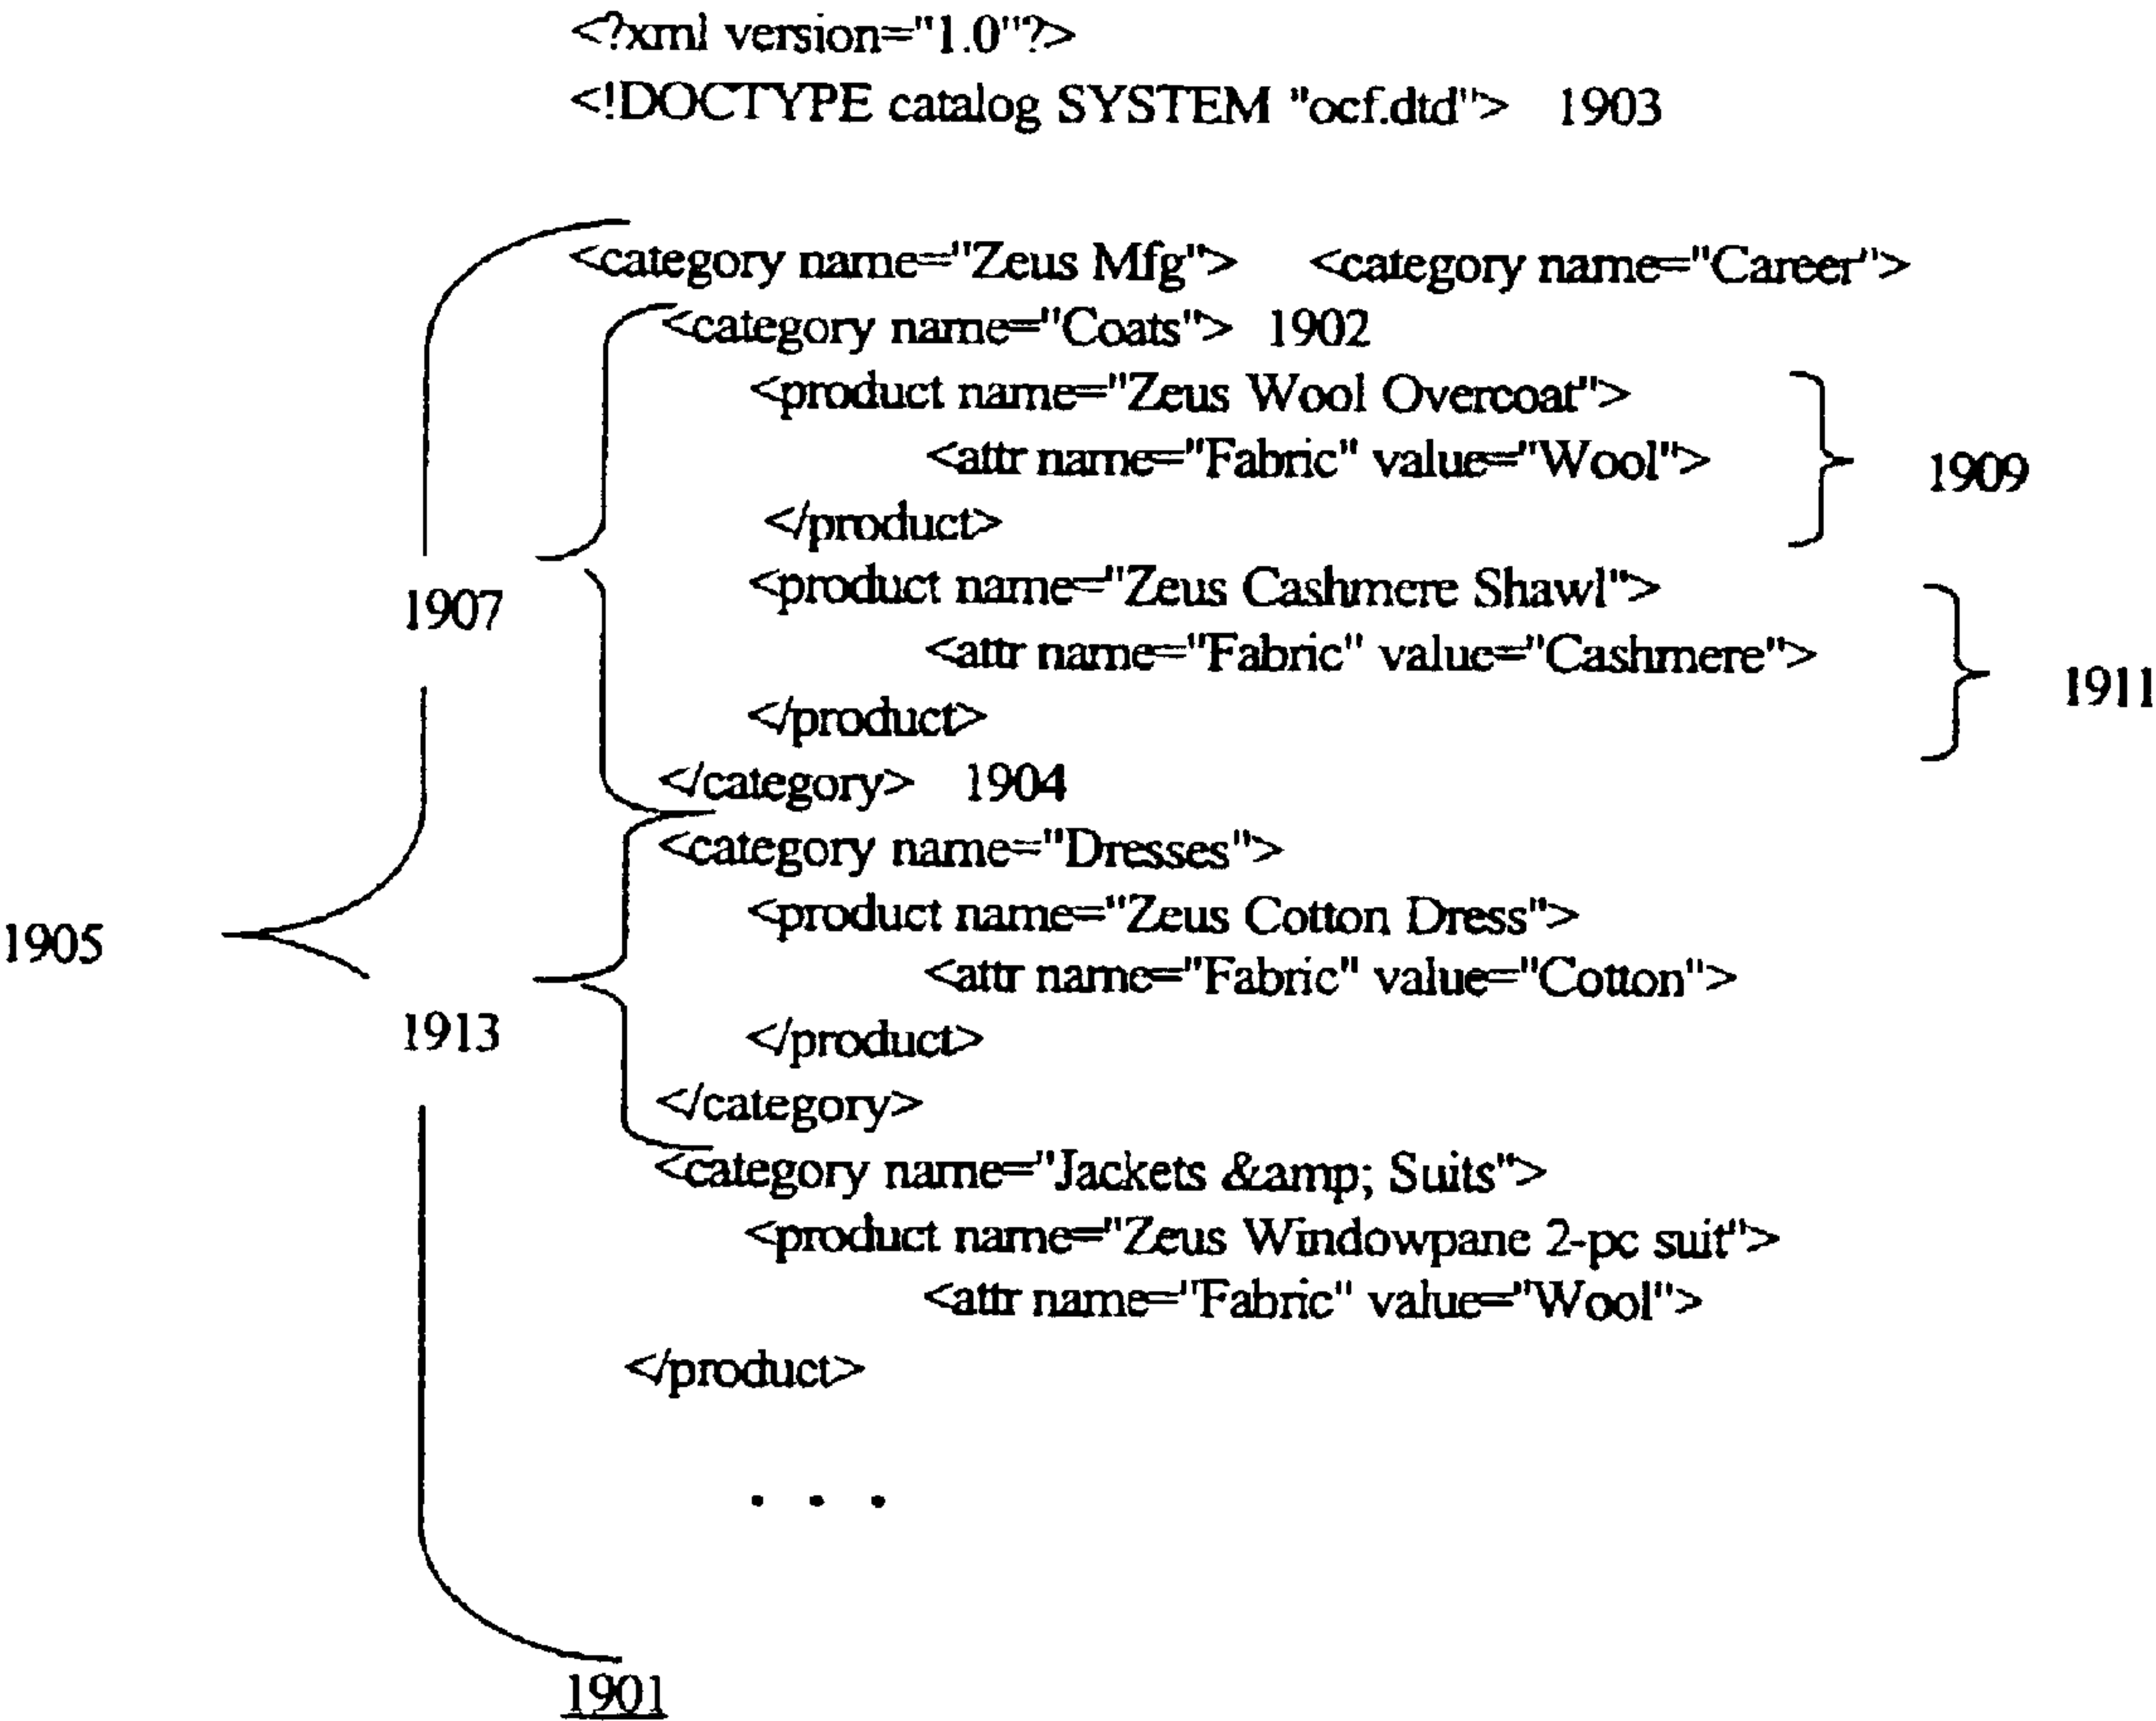 <?xml version="1.0"?>
<!DOCTYPE catalog SYSTEM "ocf.dtd"> 1903
<category name="Zeus Mfg"> <category name="Career">
<category name="Coats"> 1902
<product name="Zeus Wool Overcoat">
<attr name="Fabric" value="Wool">
1909
</product>
<product name="Zeus Cashmere Shawl">
1907
<attr name="Fabric" value="Cashmere">
1911
</product>
</category> 1904
<category name="Dresses">
<product name="Zeus Cotton Dress">
1905
<attr name="Fabric" value="Cotton">
1913
</product>
</category>
<category name="Jackets &amp; Suits">
<product name="Zeus Windowpane 2-pc suit">
<attr name="Fabric" value="Wool">
</product>
. . .
1901